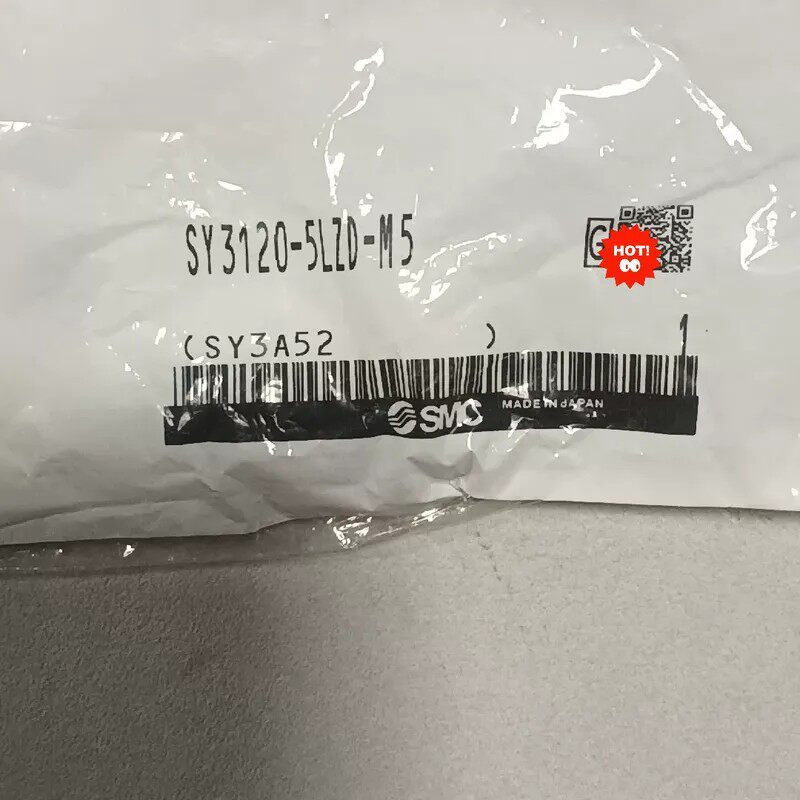 SY3120-5LZD-M5
G
HOT!
(SY3A52 )
1
SMC
MADE IN JAPAN